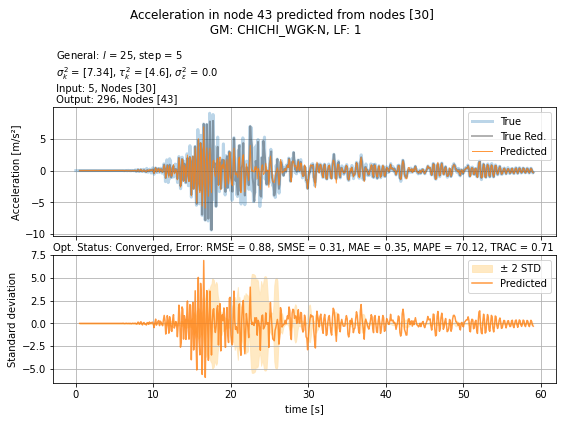 Acceleration in node 43 predicted from nodes [30]
GM: CHICHI_WGK-N, LF: 1
General: l = 25, step = 5
σ²ₖ = [7.34], τ²ₖ = [4.6], σ²ε = 0.0
Input: 5, Nodes [30]
Output: 296, Nodes [43]
Acceleration [m/s²]
5
0
−5
−10
True
True Red.
Predicted
Opt. Status: Converged, Error: RMSE = 0.88, SMSE = 0.31, MAE = 0.35, MAPE = 70.12, TRAC = 0.71
Standard deviation
7.5
5.0
2.5
0.0
−2.5
−5.0
± 2 STD
Predicted
0 10 20 30 40 50 60
time [s]